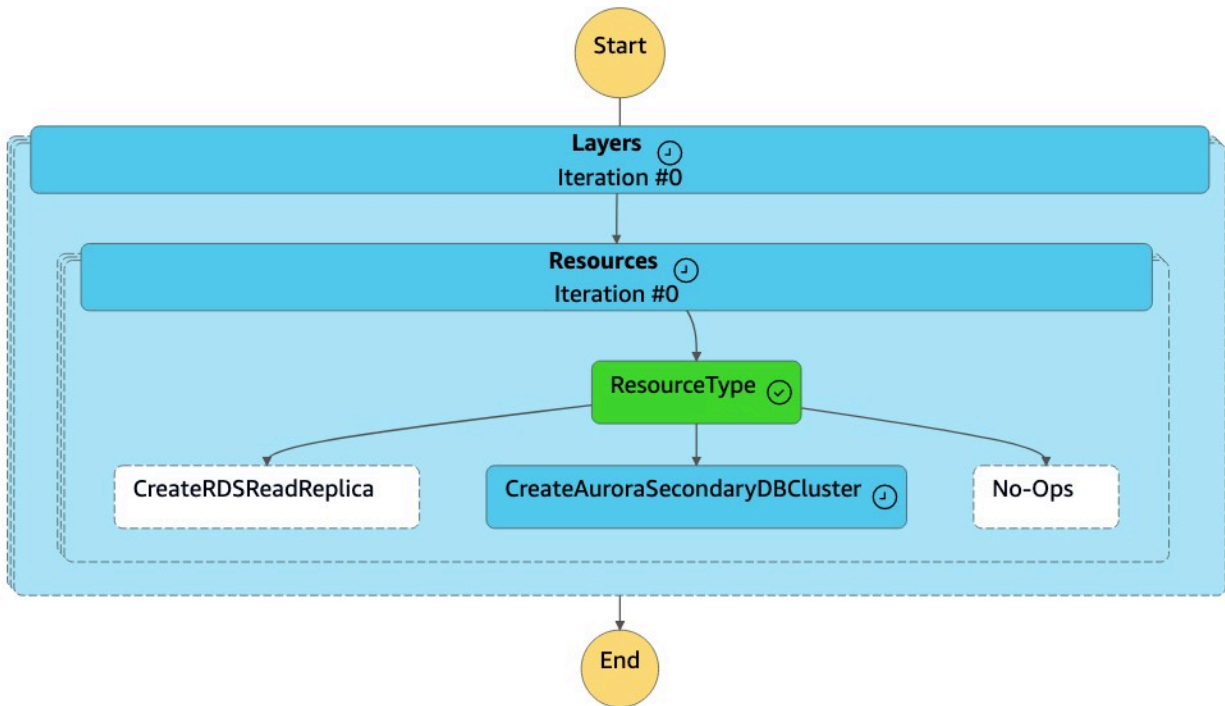 Start
Layers
Iteration #0
Resources
Iteration #0
ResourceType
CreateRDSReadReplica
CreateAuroraSecondaryDBCluster
No-Ops
End